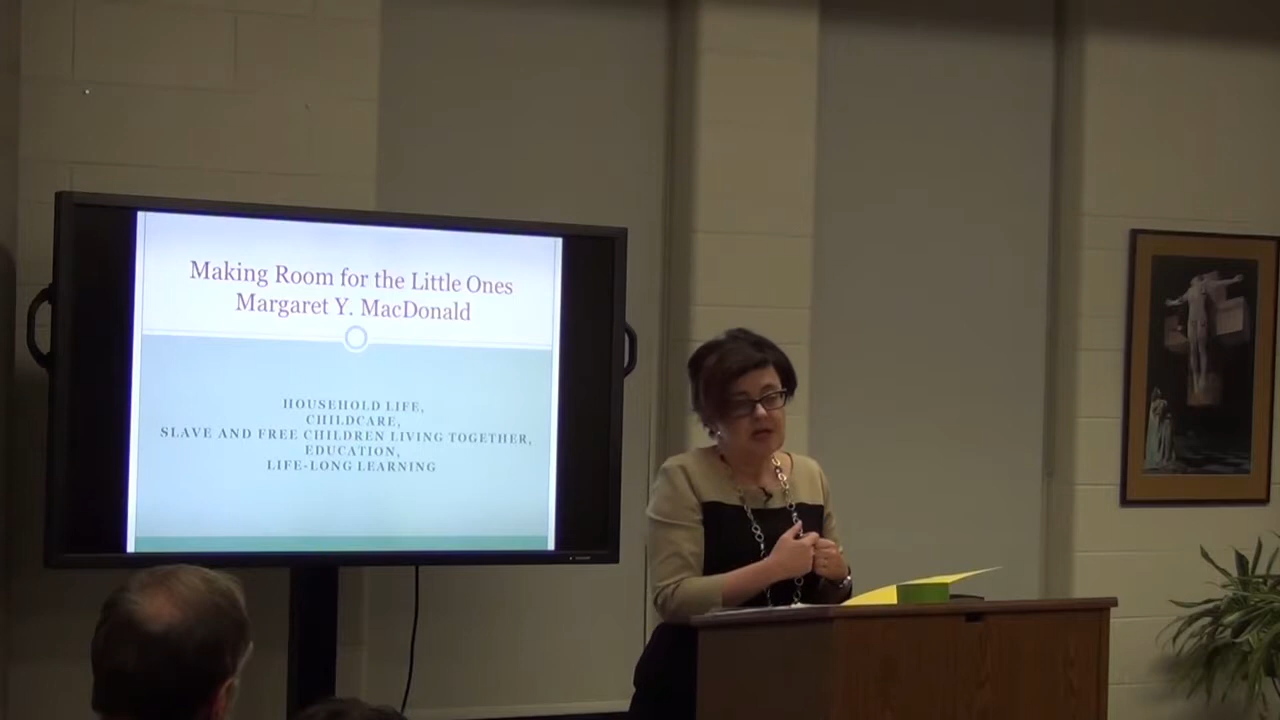 Making Room for the Little Ones
Margaret Y. MacDonald
HOUSEHOLD LIFE,
CHILDCARE,
SLAVE AND FREE CHILDREN LIVING TOGETHER,
EDUCATION,
LIFE-LONG LEARNING